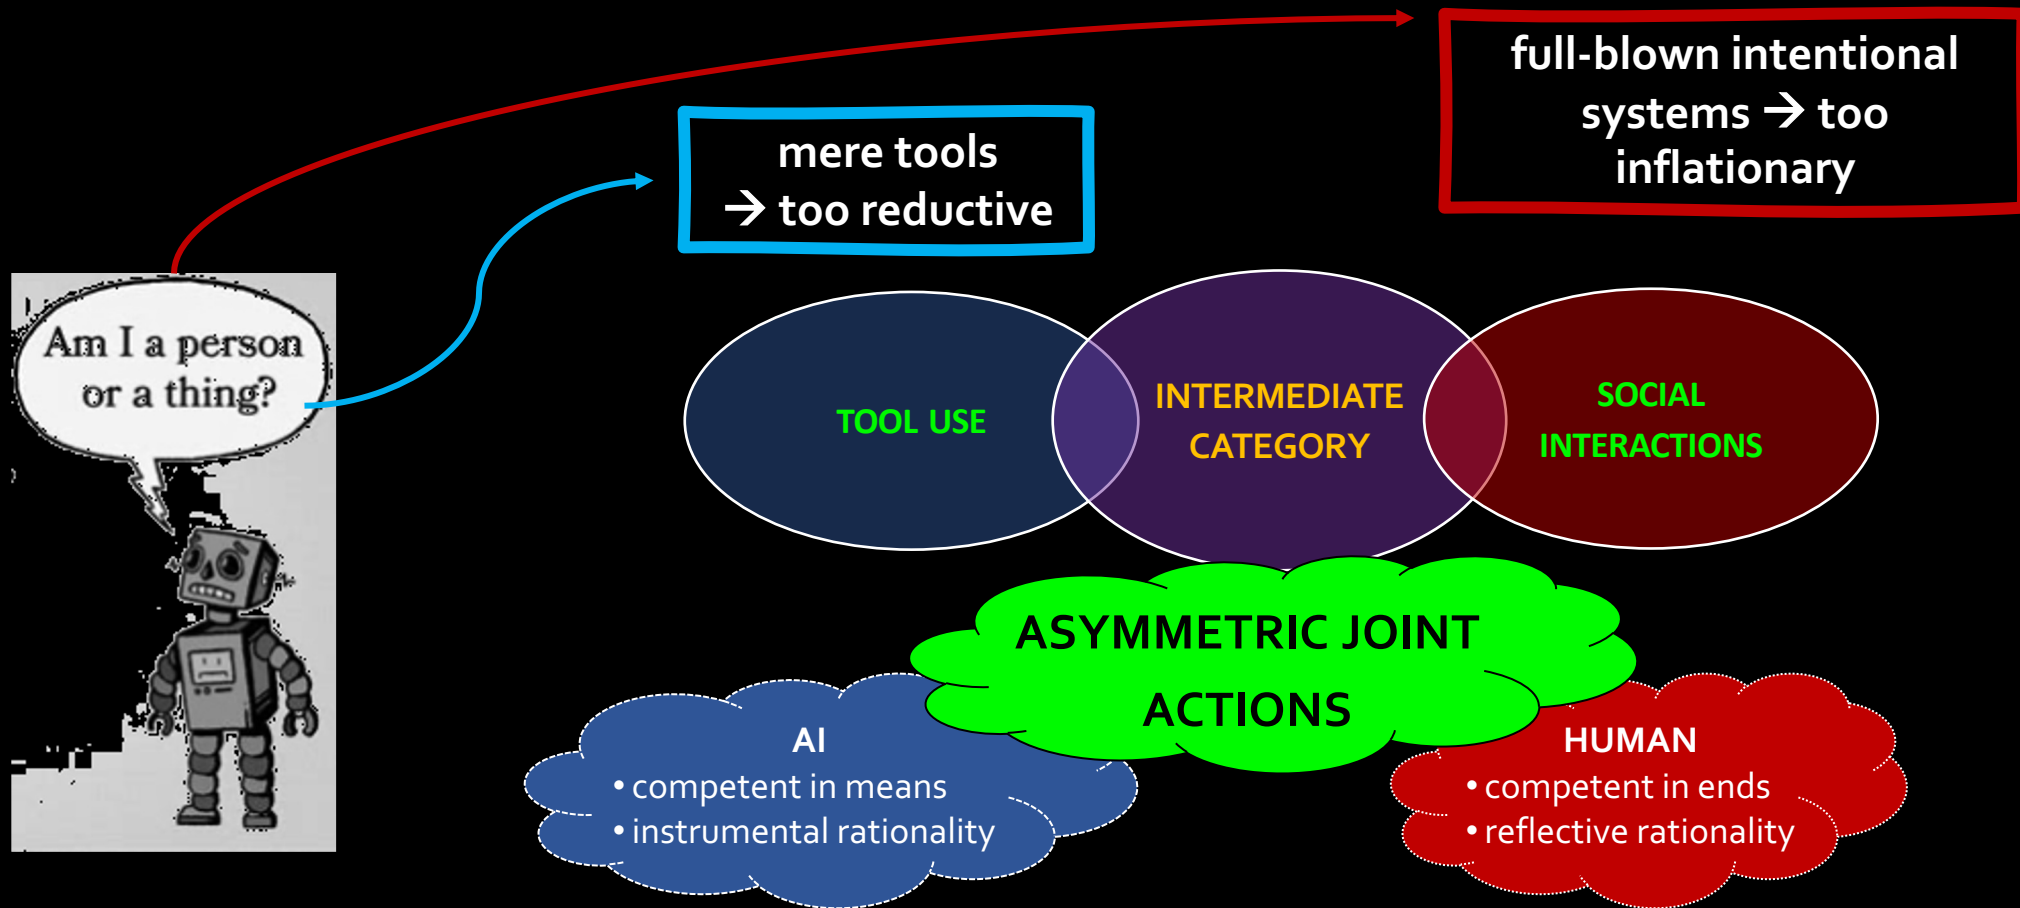 full-blown intentional
systems → too
inflationary
mere tools
→ too reductive
Am I a person
or a thing?
TOOL USE
INTERMEDIATE
CATEGORY
SOCIAL
INTERACTIONS
ASYMMETRIC JOINT
ACTIONS
AI
• competent in means
• instrumental rationality
HUMAN
• competent in ends
• reflective rationality